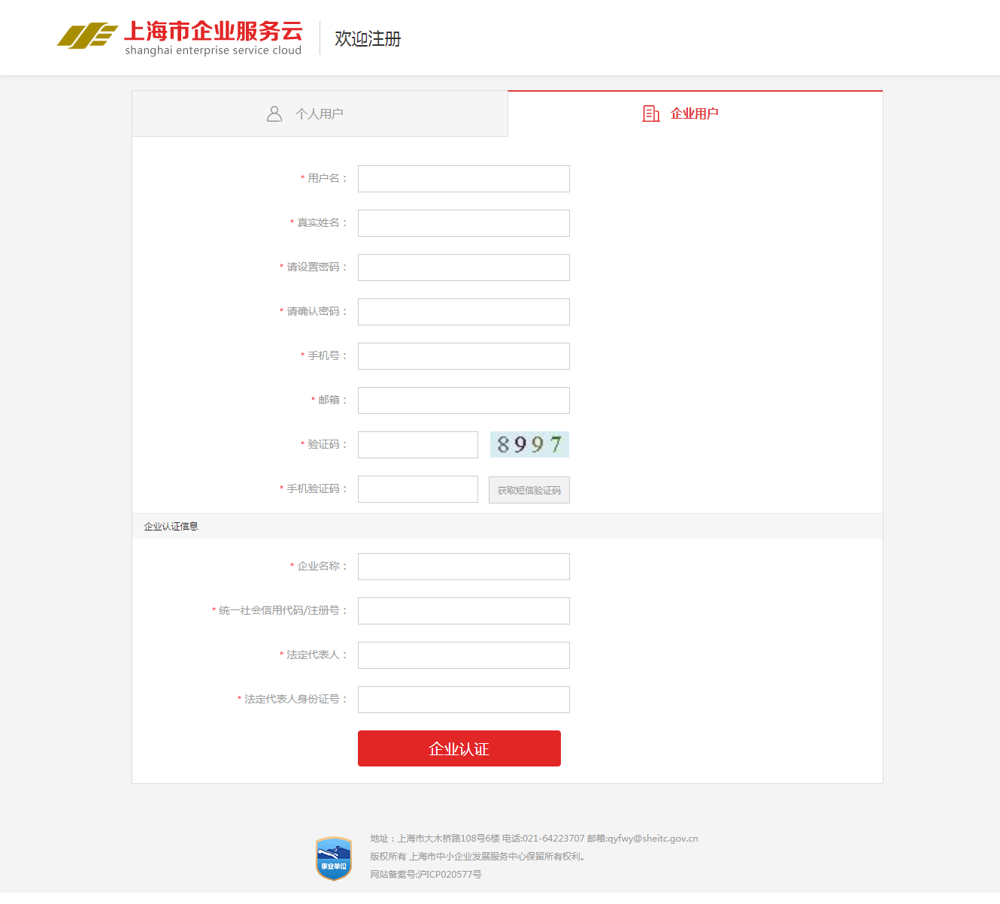 上海市企业服务云
shanghai enterprise service cloud
欢迎注册
个人用户
企业用户
* 用户名：
* 真实姓名：
* 请设置密码：
* 请确认密码：
* 手机号：
* 邮箱：
* 验证码：
8997
* 手机验证码：
获取短信验证码
企业认证信息
* 企业名称：
* 统一社会信用代码/注册号：
* 法定代表人：
* 法定代表人身份证号：
企业认证
事业单位
地址：上海市大木桥路108号6楼 电话:021-64223707 邮箱:qyfwy@sheitc.gov.cn
版权所有 上海市中小企业发展服务中心保留所有权利。
网站备案号:沪ICP020577号